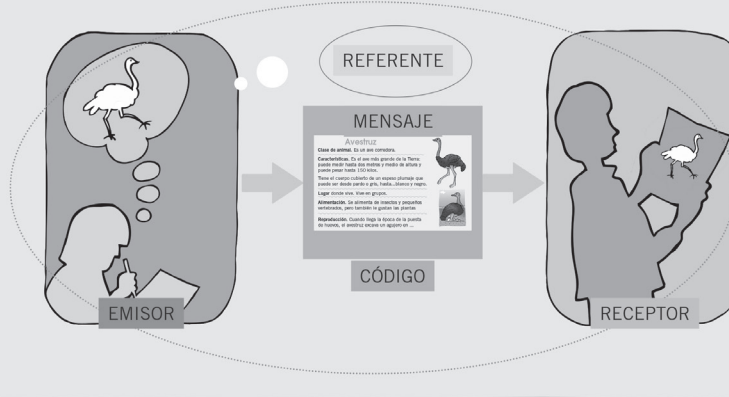 REFERENTE
MENSAJE
Avestruz
Clase de animal. Es un ave corredora.
Características. Es el ave más grande de la Tierra:
puede medir hasta dos metros y medio de altura y
puede pesar hasta 150 kilos.
Tiene el cuerpo cubierto de un espeso plumaje que
puede ser desde pardo o gris, hasta...blanco y negro.
Lugar donde vive. Vive en grupos.
Alimentación. Se alimenta de insectos y pequeños
vertebrados, pero también le gustan las plantas
Reproducción: Cuando llega la época de la puesta
de huevos, el avestruz excava un agujero en ...
CÓDIGO
EMISOR
RECEPTOR